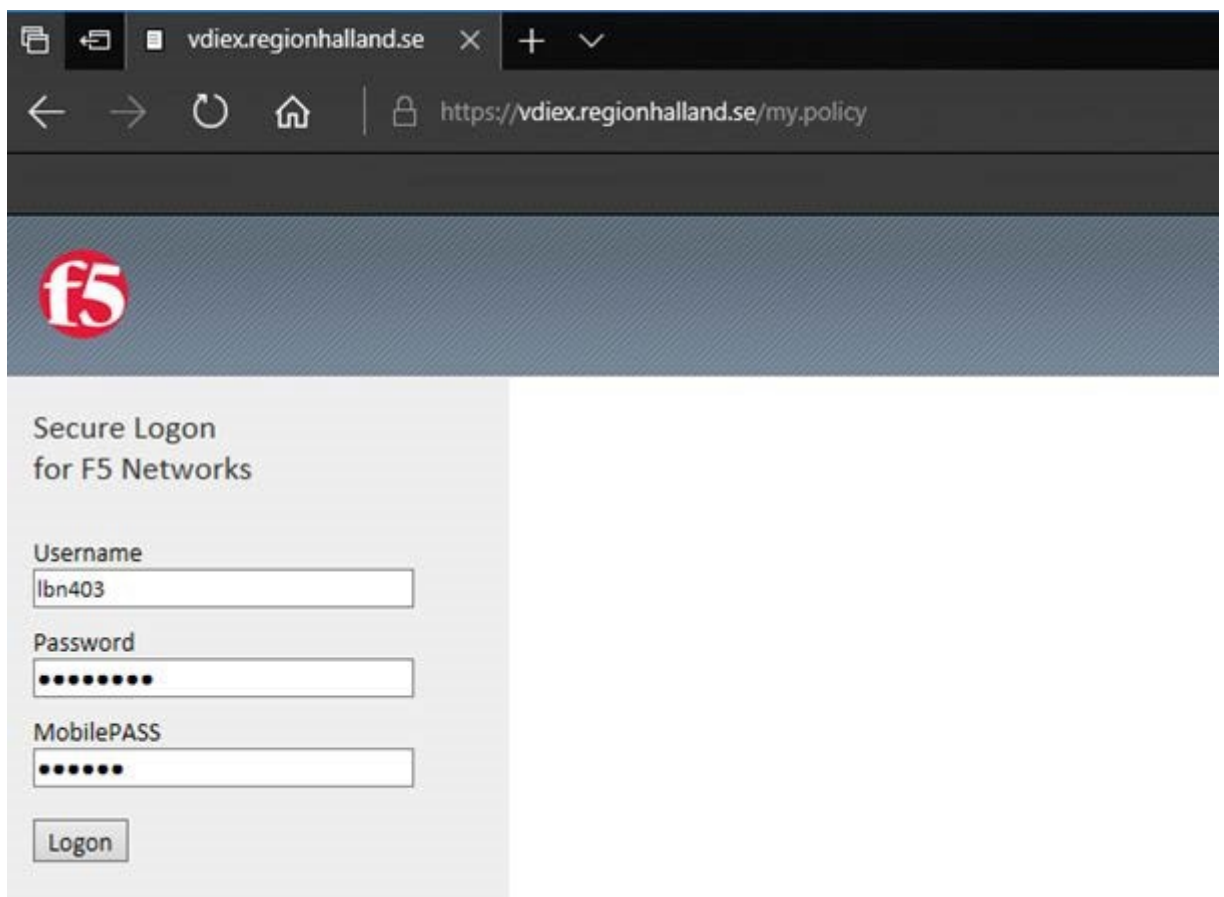 vdiex.regionhalland.se
https://vdiex.regionhalland.se/my.policy
f5
Secure Logon
for F5 Networks
Username
lbn403
Password
••••••••
MobilePASS
••••••
Logon